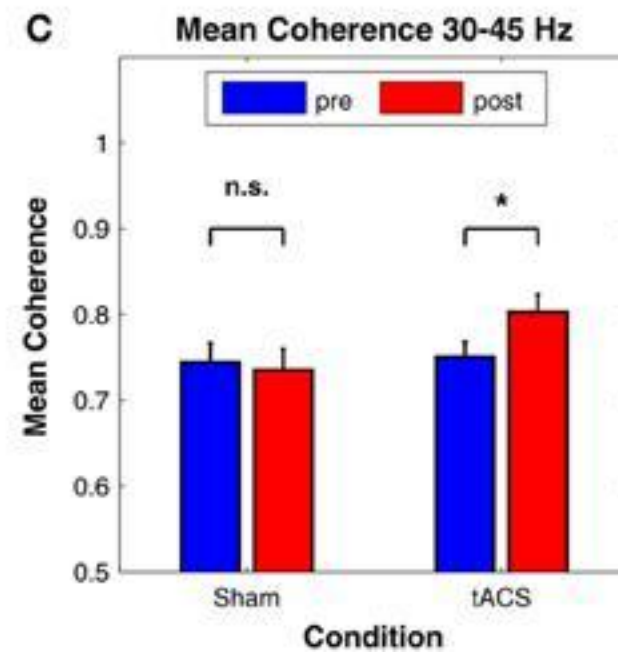 C Mean Coherence 30-45 Hz
pre post
1
n.s. *
0.9
0.8
0.7
0.6
0.5
Mean Coherence
Sham tACS
Condition